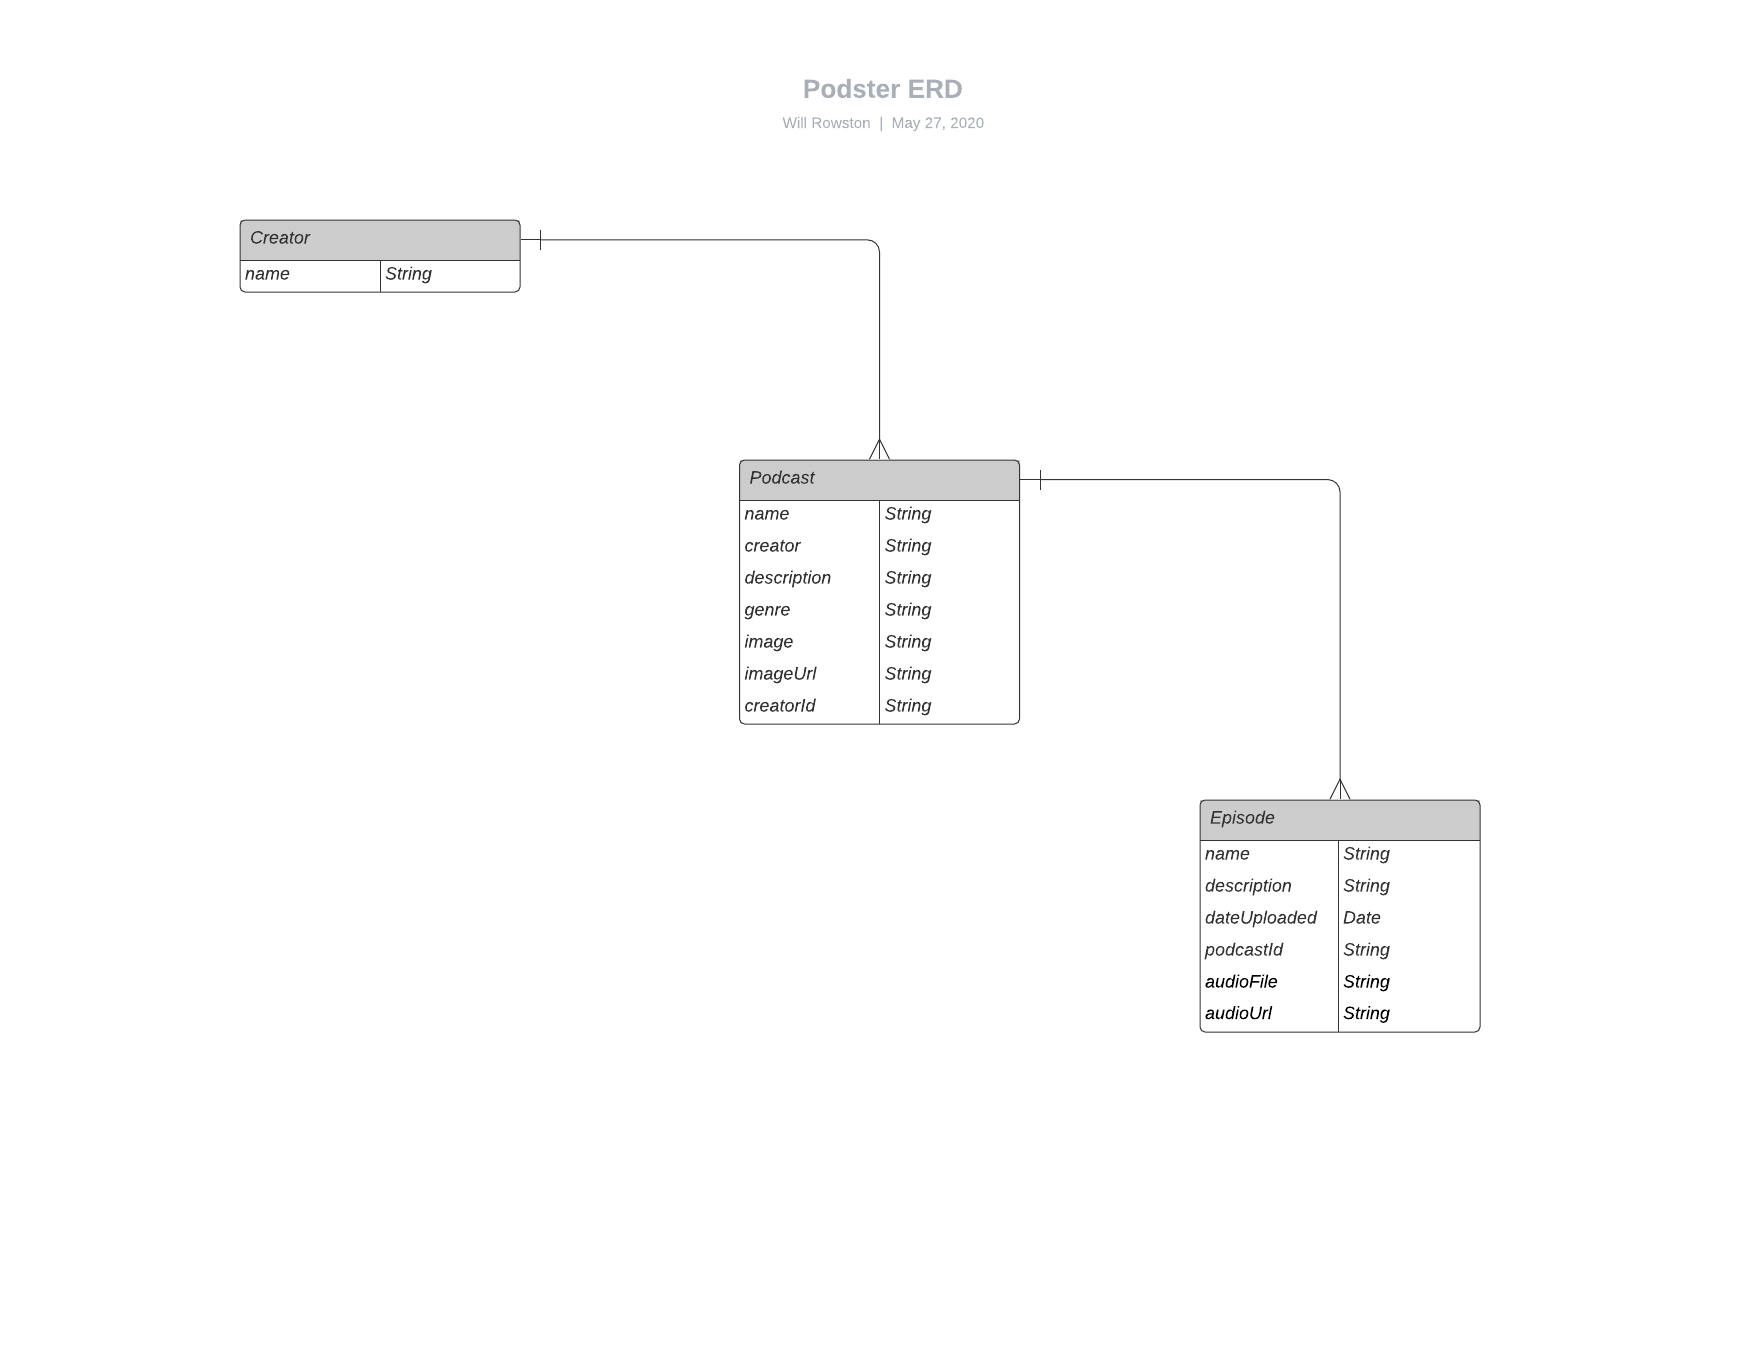 Podster ERD
Will Rowston | May 27, 2020
Creator
name String
Podcast
name String
creator String
description String
genre String
image String
imageUrl String
creatorId String
Episode
name String
description String
dateUploaded Date
podcastId String
audioFile String
audioUrl String